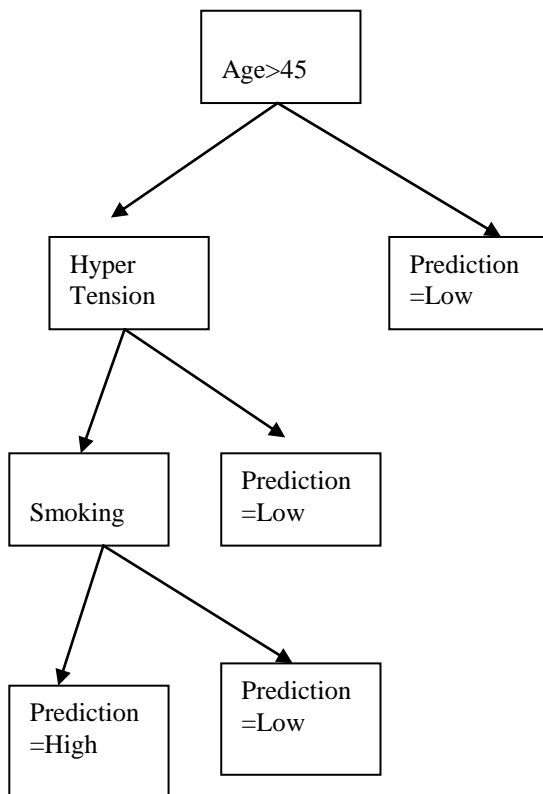 Age>45
Hyper
Tension
Prediction
=Low
Smoking
Prediction
=Low
Prediction
=High
Prediction
=Low